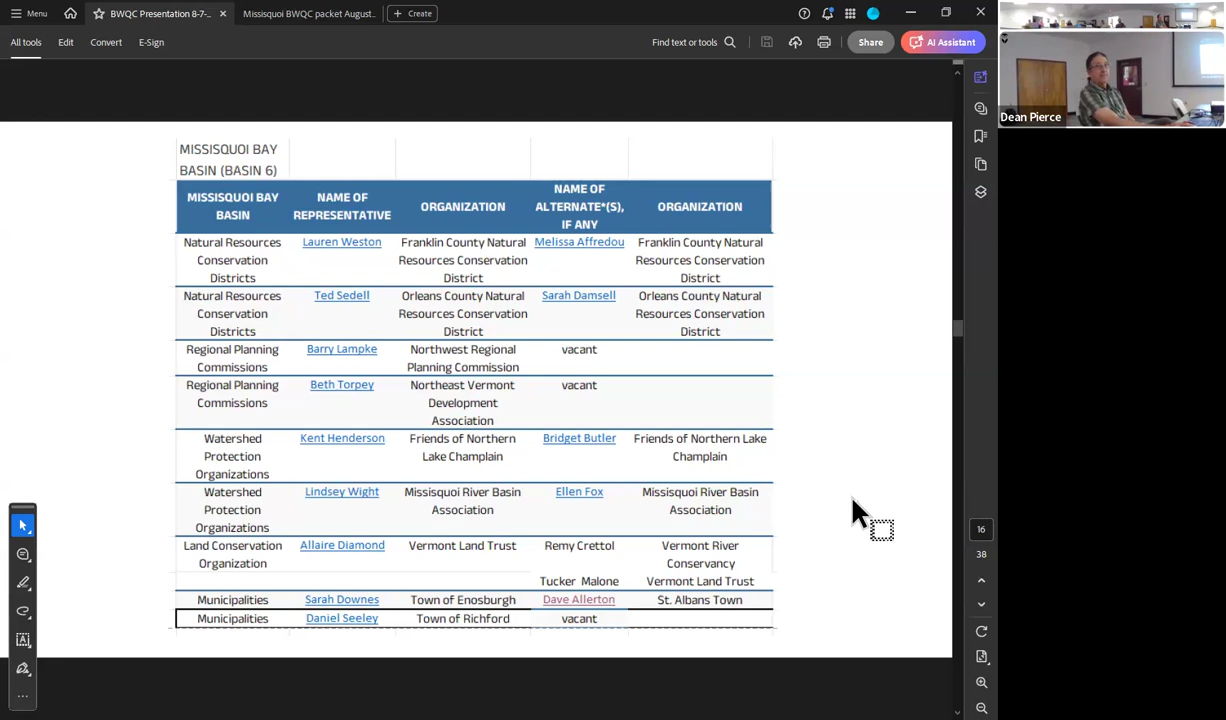 Menu
BWQC Presentation 8-7-...
Missisquoi BWQC packet August...
Create
All tools
Edit
Convert
E-Sign
Find text or tools
Share
AI Assistant
Dean Pierce
MISSISQUOI BAY
BASIN (BASIN 6)
MISSISQUOI BAY BASIN NAME OF REPRESENTATIVE ORGANIZATION NAME OF ALTERNATE*(S), IF ANY ORGANIZATION
Natural Resources Lauren Weston Franklin County Natural Melissa Affredou Franklin County Natural
Conservation Resources Conservation Resources Conservation
Districts District District
Natural Resources Ted Sedell Orleans County Natural Sarah Damsell Orleans County Natural
Conservation Resources Conservation Resources Conservation
Districts District District
Regional Planning Barry Lampke Northwest Regional vacant
Commissions Planning Commission
Regional Planning Beth Torpey Northeast Vermont vacant
Commissions Development
Association
Watershed Kent Henderson Friends of Northern Bridget Butler Friends of Northern Lake
Protection Lake Champlain Champlain
Organizations
Watershed Lindsey Wight Missisquoi River Basin Ellen Fox Missisquoi River Basin
Protection Association Association
Organizations
Land Conservation Allaire Diamond Vermont Land Trust Remy Crettol Vermont River
Organization Conservancy
Tucker Malone Vermont Land Trust
Municipalities Sarah Downes Town of Enosburgh Dave Allerton St. Albans Town
Municipalities Daniel Seeley Town of Richford vacant
16
38